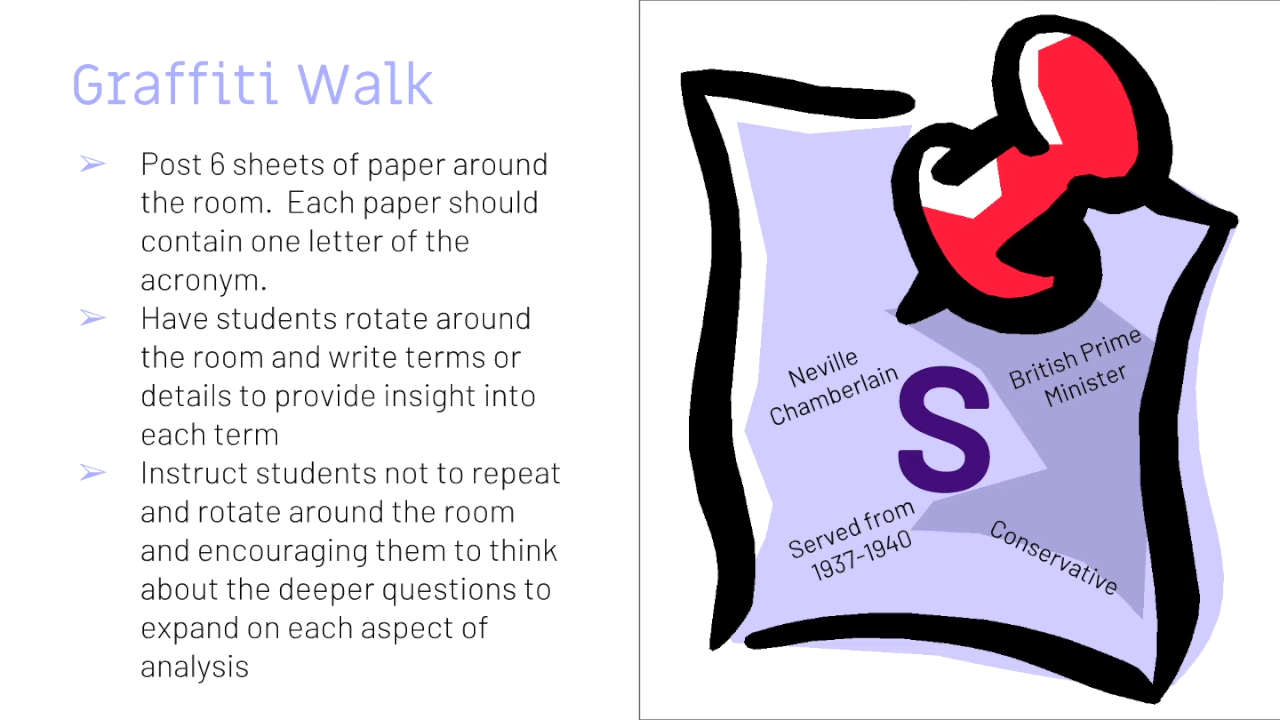 Graffiti Walk
➢ Post 6 sheets of paper around
the room.  Each paper should
contain one letter of the
acronym.
➢ Have students rotate around
the room and write terms or
details to provide insight into
each term
➢ Instruct students not to repeat
and rotate around the room
and encouraging them to think
about the deeper questions to
expand on each aspect of
analysis
Neville
Chamberlain
British Prime
Minister
S
Served from
1937-1940
Conservative